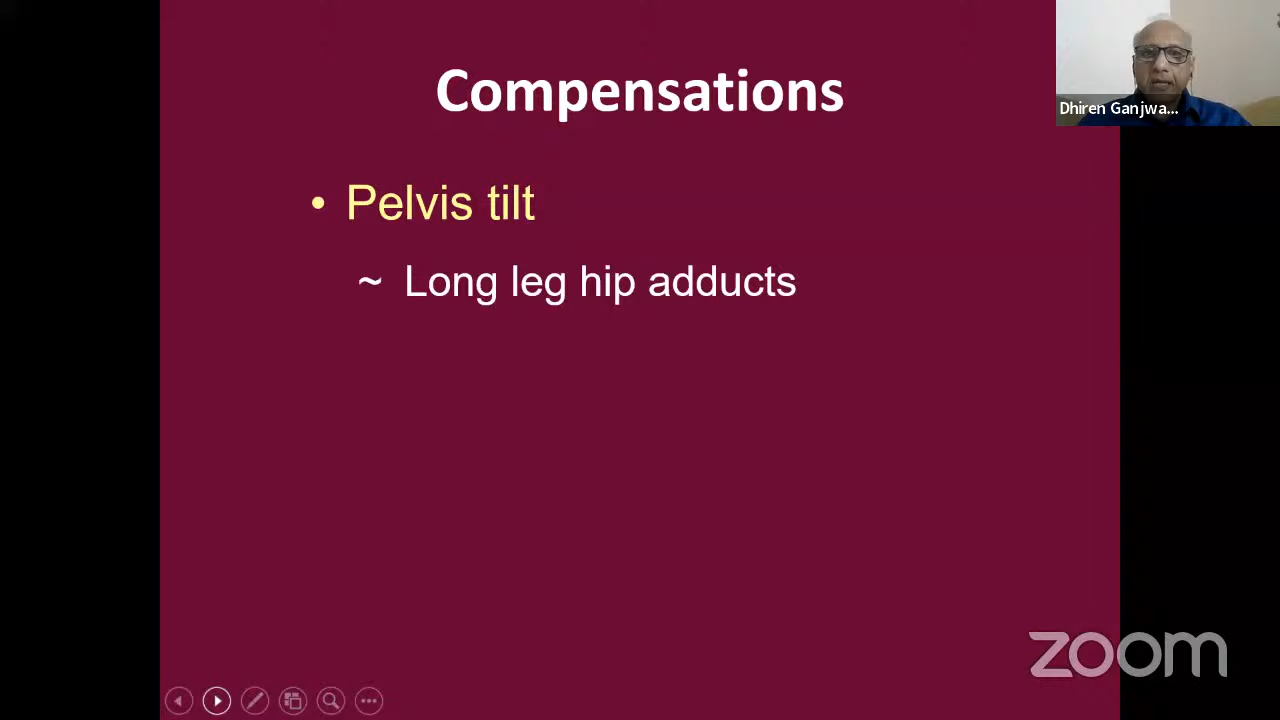 Compensations
Dhiren Ganjwa...
• Pelvis tilt
~ Long leg hip adducts
zoom